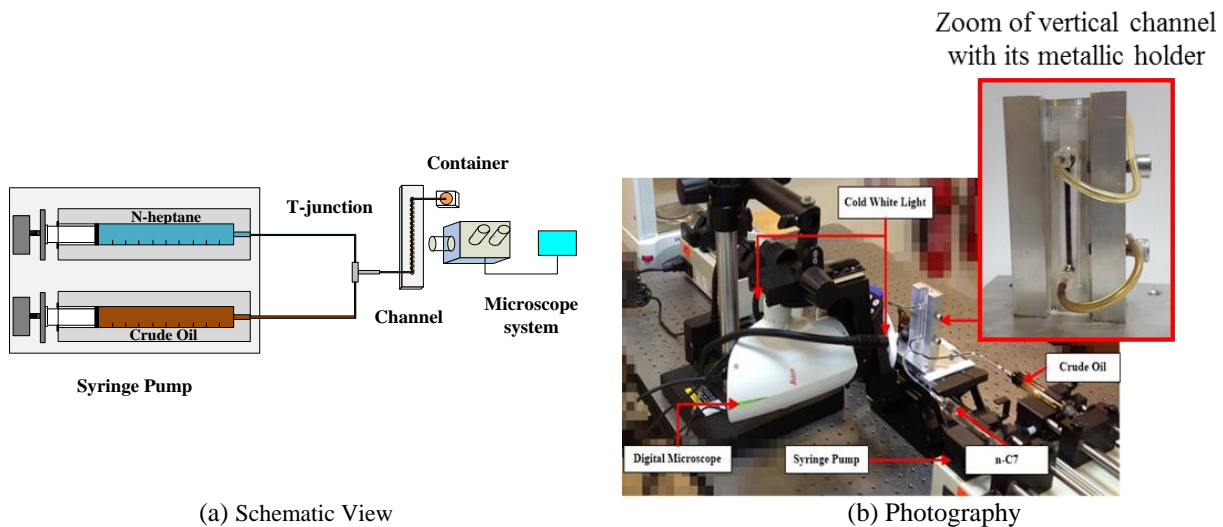 Zoom of vertical channel
with its metallic holder
Container
T-junction
N-heptane
Crude Oil
Channel
Microscope
system
Syringe Pump
Cold White Light
Crude Oil
Digital Microscope
Syringe Pump
n-C7
(a) Schematic View
(b) Photography